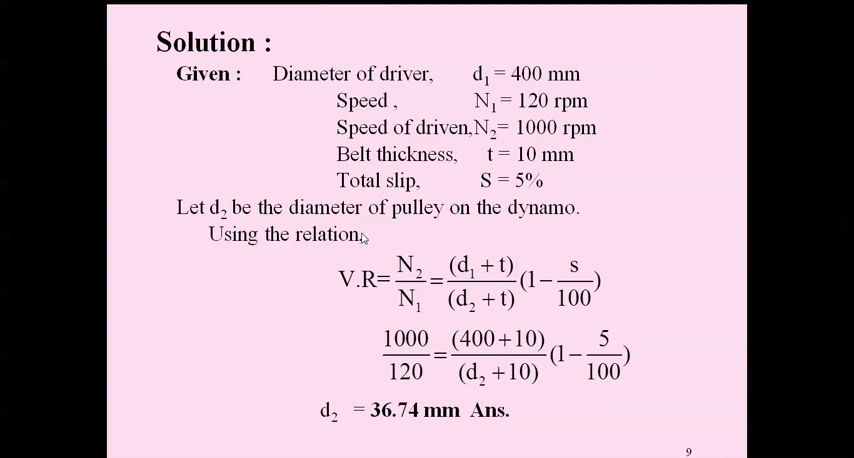 Solution :
Given : Diameter of driver, d₁ = 400 mm
Speed , N₁ = 120 rpm
Speed of driven, N₂= 1000 rpm
Belt thickness, t = 10 mm
Total slip, S = 5%
Let d₂ be the diameter of pulley on the dynamo.
Using the relation,
V.R= N₂/N₁ = (d₁ + t)/(d₂ + t) (1 − s/100)
1000/120 = (400 + 10)/(d₂ + 10) (1 − 5/100)
d₂ = 36.74 mm Ans.
9